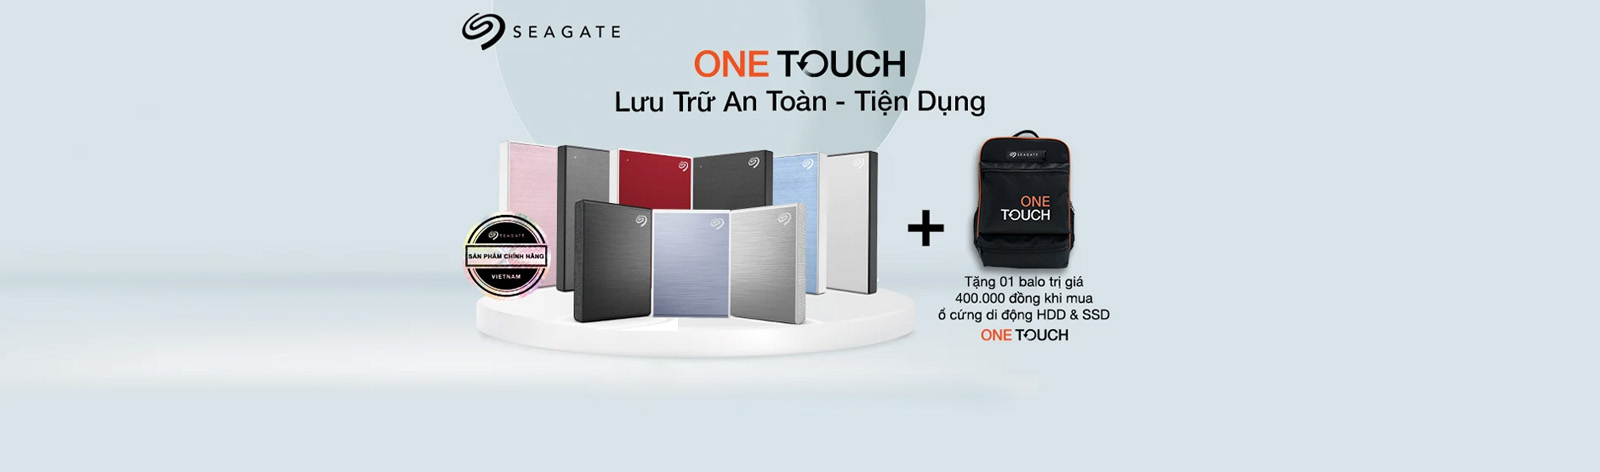 SEAGATE
ONE TOUCH
Lưu Trữ An Toàn - Tiện Dụng
SEAGATE
ONE
TOUCH
SEAGATE
SẢN PHẨM CHÍNH HÃNG
VIETNAM
Tặng 01 balo trị giá
400.000 đồng khi mua
ổ cứng di động HDD & SSD
ONE TOUCH